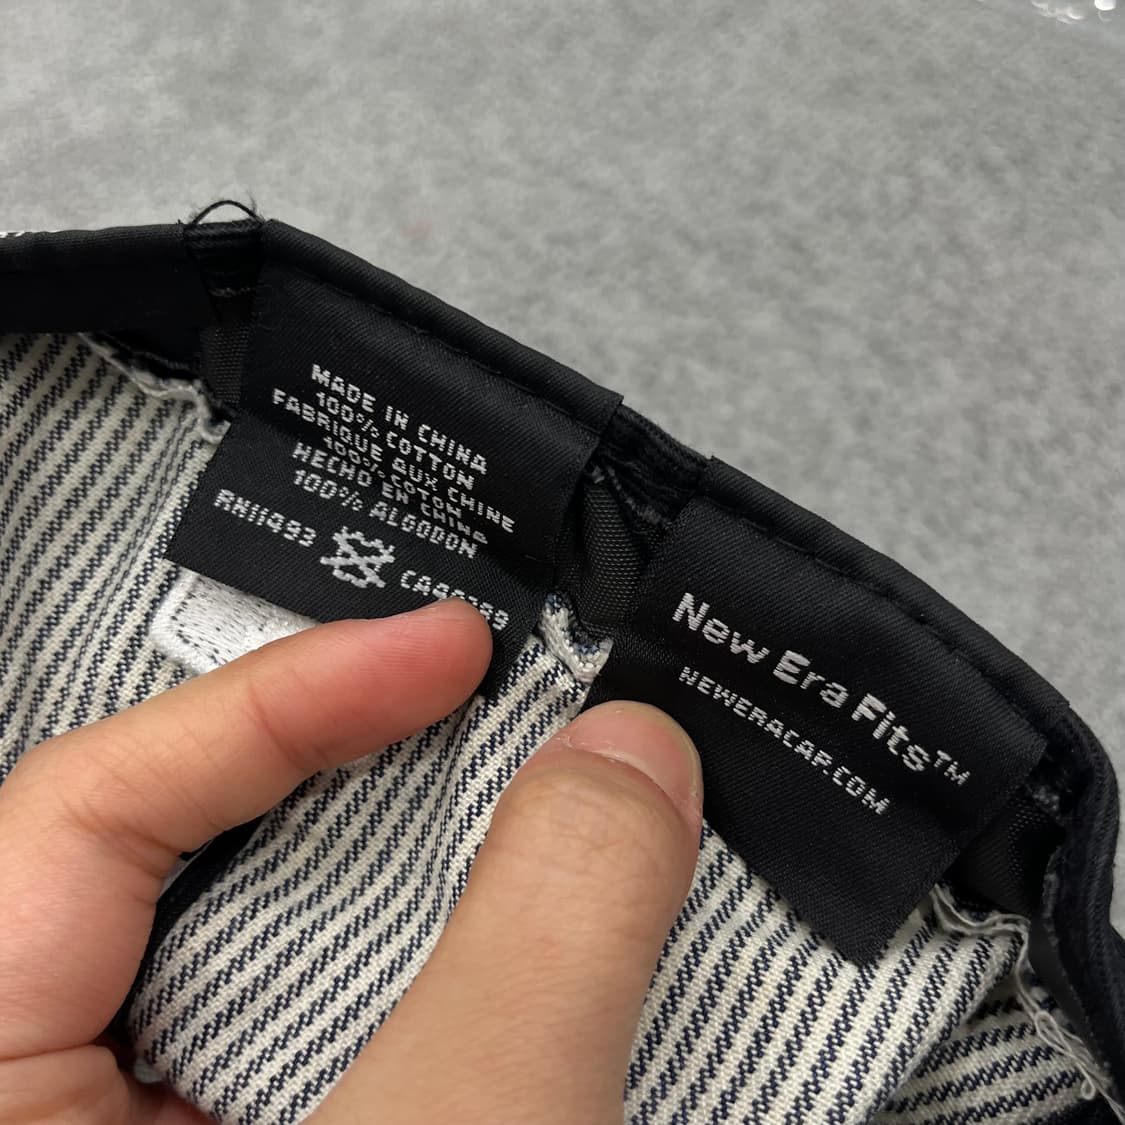 MADE IN CHINA
100% COTTON
FABRIQUE AUX CHINE
100% COTON
HECHO EN CHINA
100% ALGODON
RN11493
New Era Fits™
NEWERACAP.COM